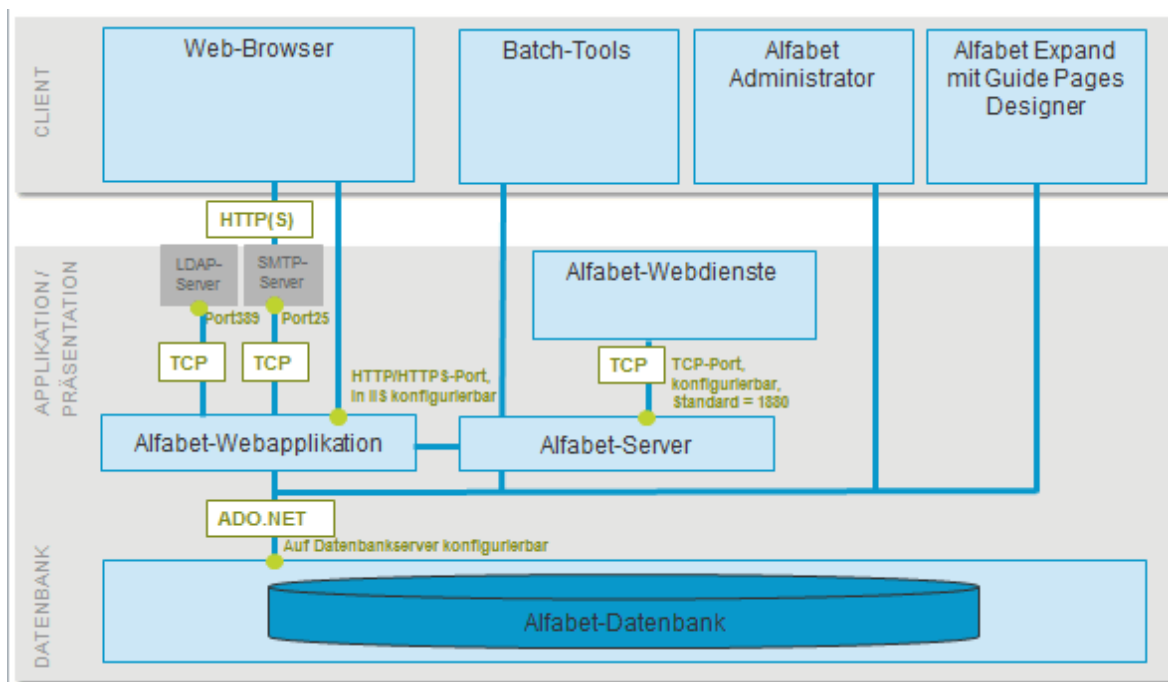 CLIENT
Web-Browser
Batch-Tools
Alfabet
Administrator
Alfabet Expand
mit Guide Pages
Designer
HTTP(S)
APPLIKATION/
PRÄSENTATION
LDAP-
Server
SMTP-
Server
Alfabet-Webdienste
Port389
Port25
TCP
TCP
TCP
TCP-Port,
konfigurierbar,
Standard = 1880
HTTP/HTTPS-Port,
in IIS konfigurierbar
Alfabet-Webapplikation
Alfabet-Server
ADO.NET
Auf Datenbankserver konfigurierbar
DATENBANK
Alfabet-Datenbank